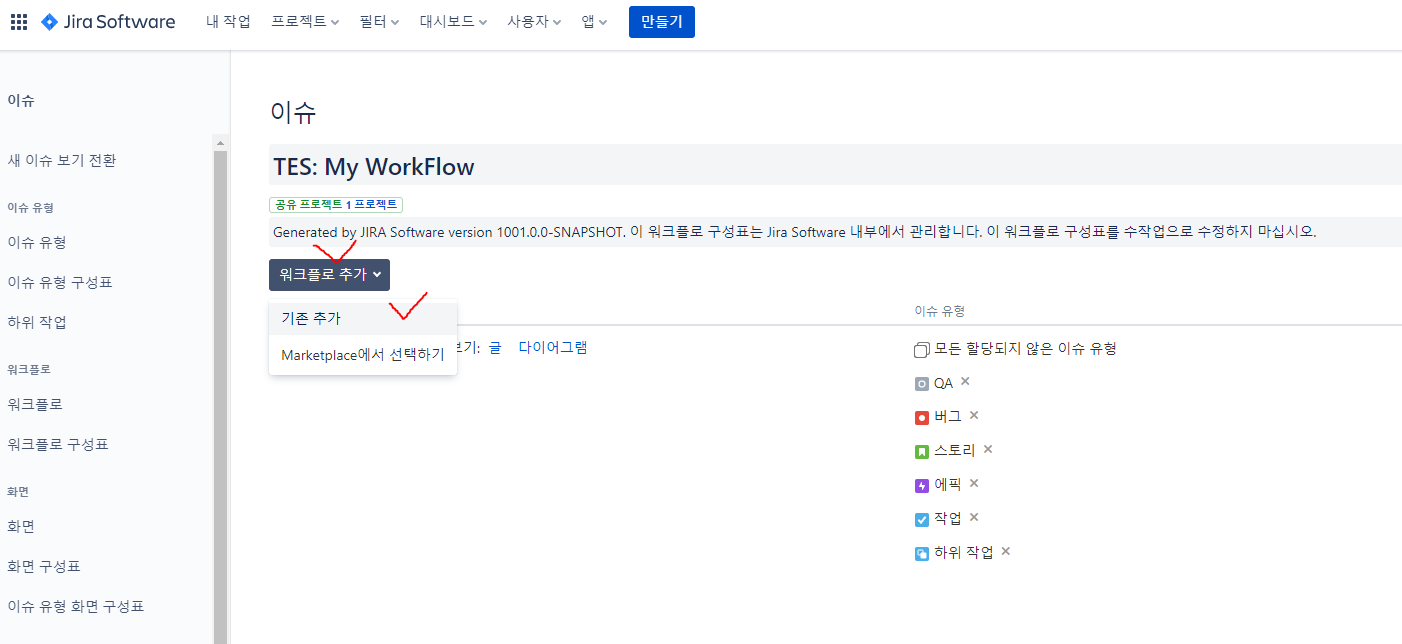 Jira Software 내 작업 프로젝트 필터 대시보드 사용자 앱 만들기
이슈
새 이슈 보기 전환
이슈 유형
이슈 유형
이슈 유형 구성표
하위 작업
워크플로
워크플로
워크플로 구성표
화면
화면
화면 구성표
이슈 유형 화면 구성표
이슈
TES: My WorkFlow
공유 프로젝트 1 프로젝트
Generated by JIRA Software version 1001.0.0-SNAPSHOT. 이 워크플로 구성표는 Jira Software 내부에서 관리합니다. 이 워크플로 구성표를 수작업으로 수정하지 마십시오.
워크플로 추가
기존 추가
Marketplace에서 선택하기
보기: 글 다이어그램
이슈 유형
모든 할당되지 않은 이슈 유형
QA
버그
스토리
에픽
작업
하위 작업